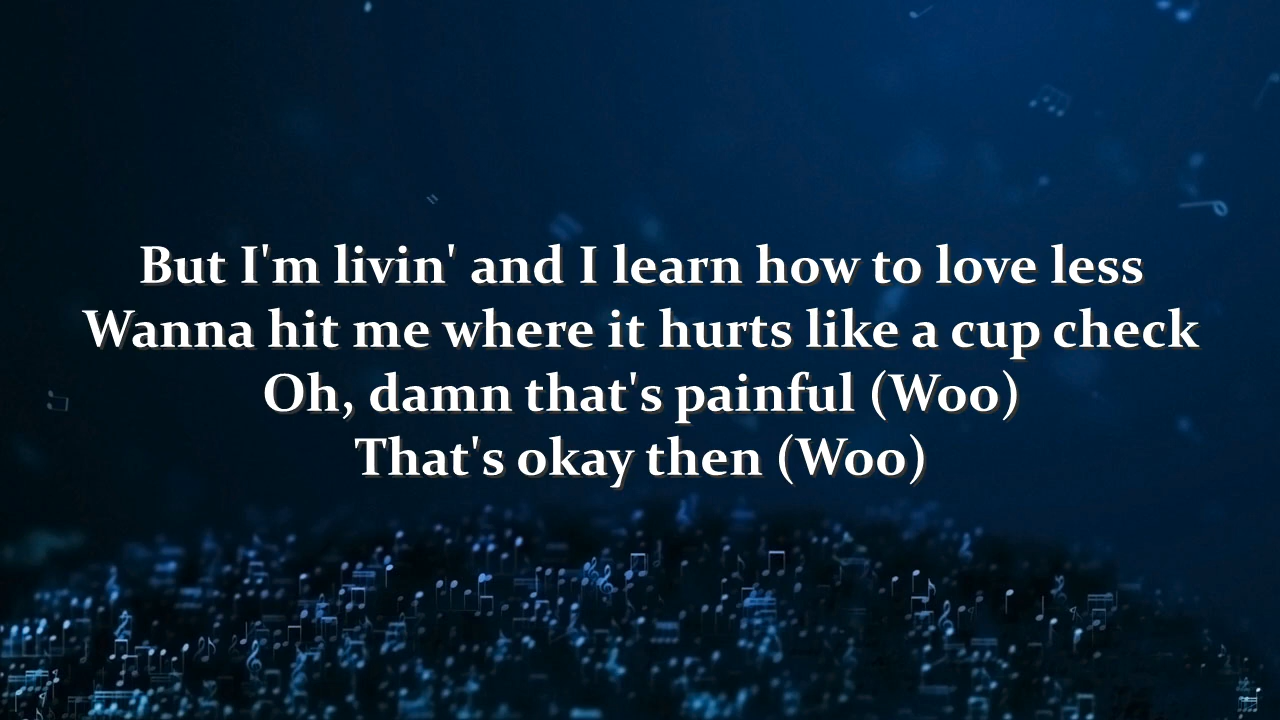 But I'm livin' and I learn how to love less
Wanna hit me where it hurts like a cup check
Oh, damn that's painful (Woo)
That's okay then (Woo)